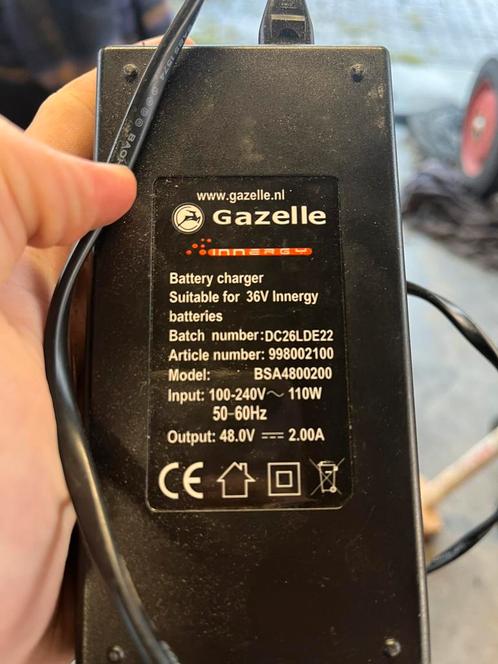 www.gazelle.nl
Gazelle
INNERGY
Battery charger
Suitable for 36V Innergy
batteries
Batch number:DC26LDE22
Article number: 998002100
Model: BSA4800200
Input: 100-240V～ 110W
50-60Hz
Output: 48.0V ⎓ 2.00A
CE